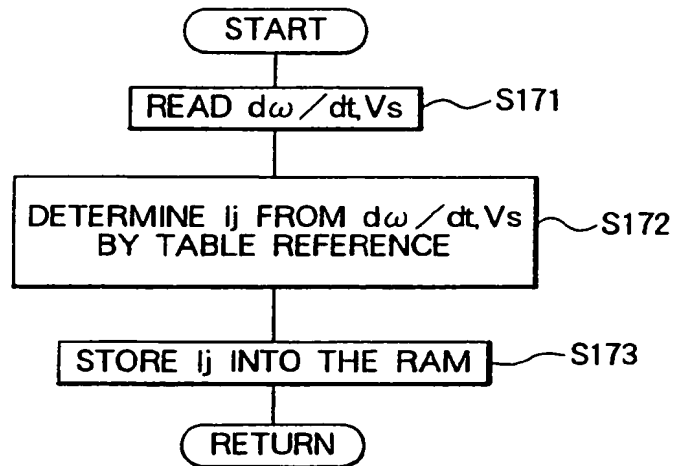 START
READ dω/dt,Vs
S171
DETERMINE Ij FROM dω/dt,Vs
BY TABLE REFERENCE
S172
STORE Ij INTO THE RAM
S173
RETURN